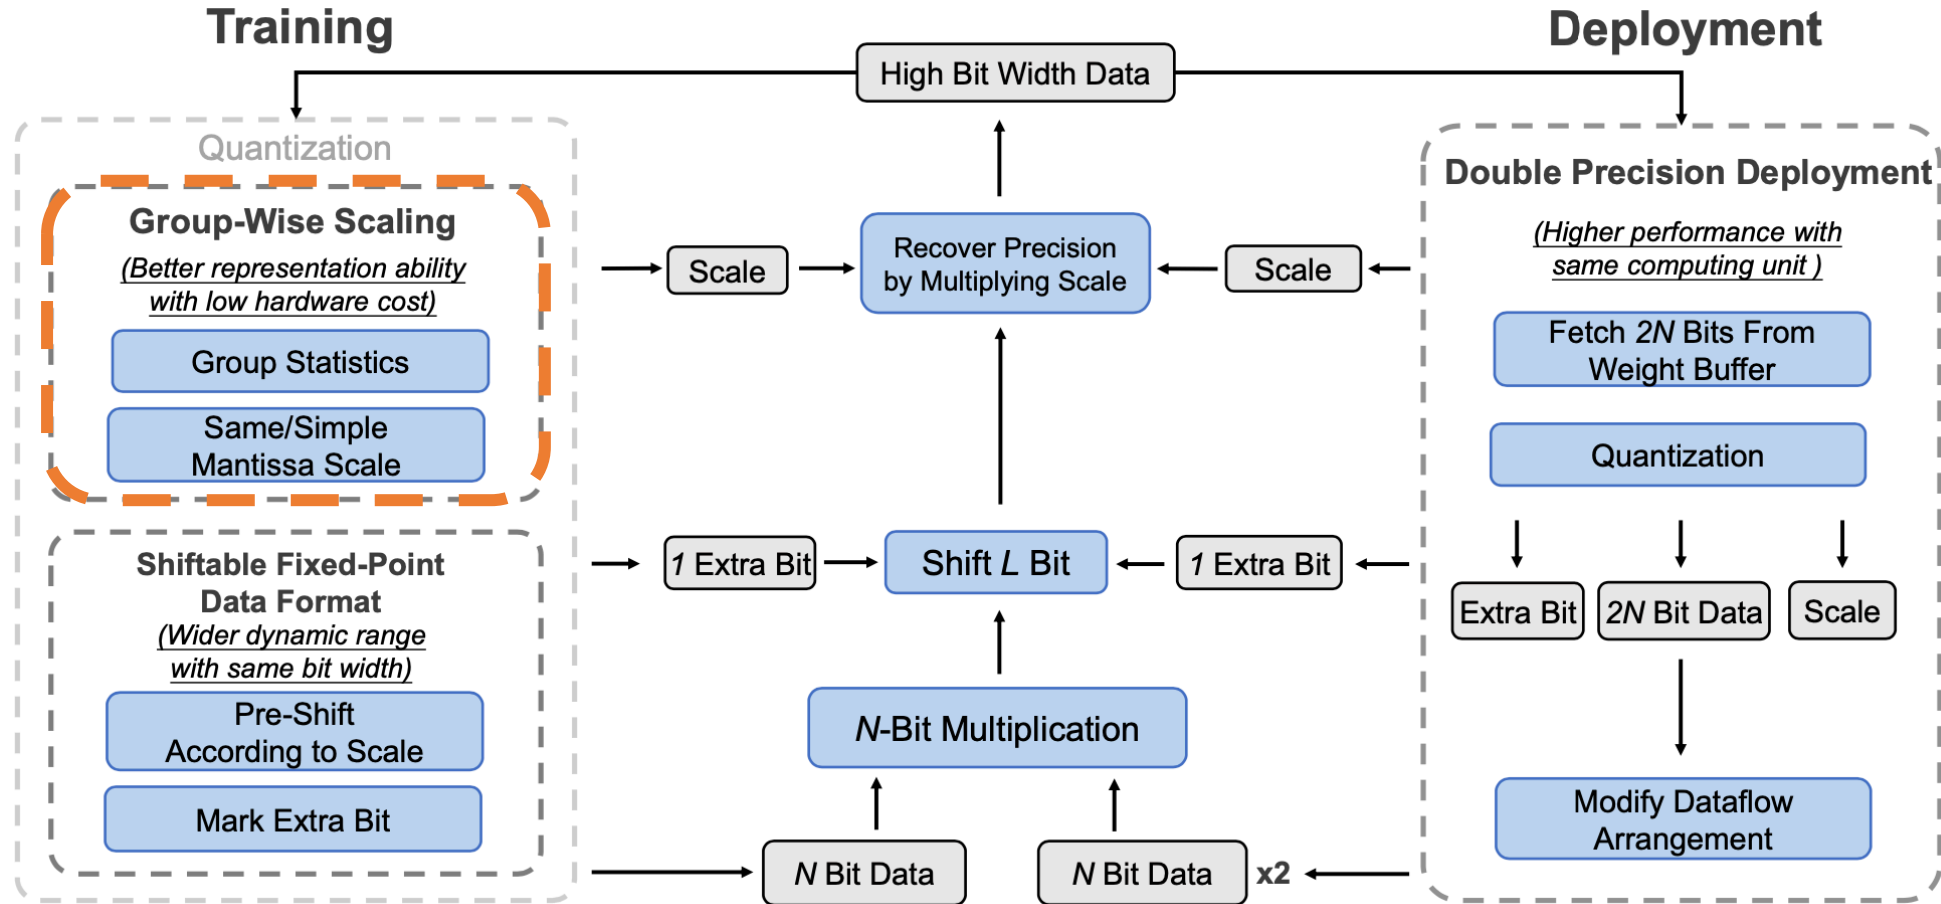 Training
Deployment
High Bit Width Data
Quantization
Group-Wise Scaling
(Better representation ability
with low hardware cost)
Group Statistics
Same/Simple
Mantissa Scale
Shiftable Fixed-Point
Data Format
(Wider dynamic range
with same bit width)
Pre-Shift
According to Scale
Mark Extra Bit
Scale
Recover Precision
by Multiplying Scale
Scale
1 Extra Bit
Shift L Bit
1 Extra Bit
N-Bit Multiplication
N Bit Data
N Bit Data
x2
Double Precision Deployment
(Higher performance with
same computing unit )
Fetch 2N Bits From
Weight Buffer
Quantization
Extra Bit
2N Bit Data
Scale
Modify Dataflow
Arrangement